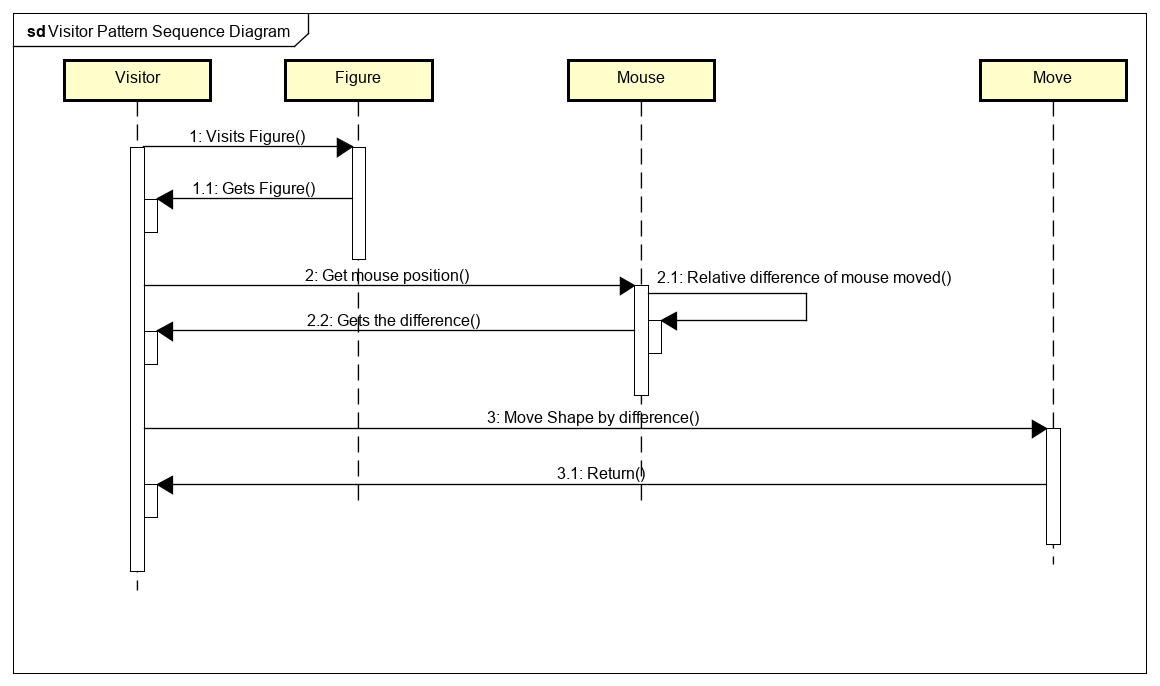 sd Visitor Pattern Sequence Diagram
Visitor
Figure
Mouse
Move
1: Visits Figure()
1.1: Gets Figure()
2: Get mouse position()
2.1: Relative difference of mouse moved()
2.2: Gets the difference()
3: Move Shape by difference()
3.1: Return()